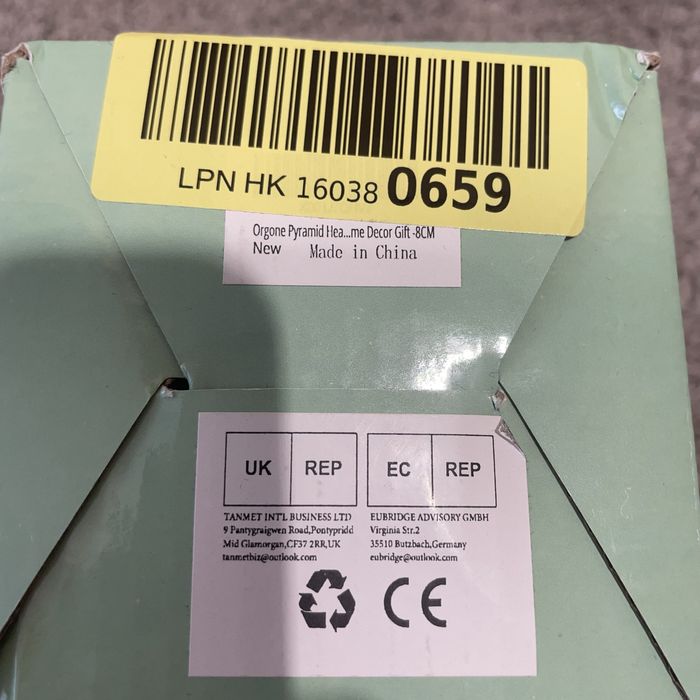 LPN HK 16038 0659
Orgone Pyramid Hea...me Decor Gift -8CM
New Made in China
UK REP EC REP
TANMET INT'L BUSINESS LTD
9 Pantygraigwen Road,Pontypridd
Mid Glamorgan,CF37 2RR,UK
tanmetbiz@outlook.com
EUBRIDGE ADVISORY GMBH
Virginia Str.2
35510 Butzbach,Germany
eubridge@outlook.com
CE